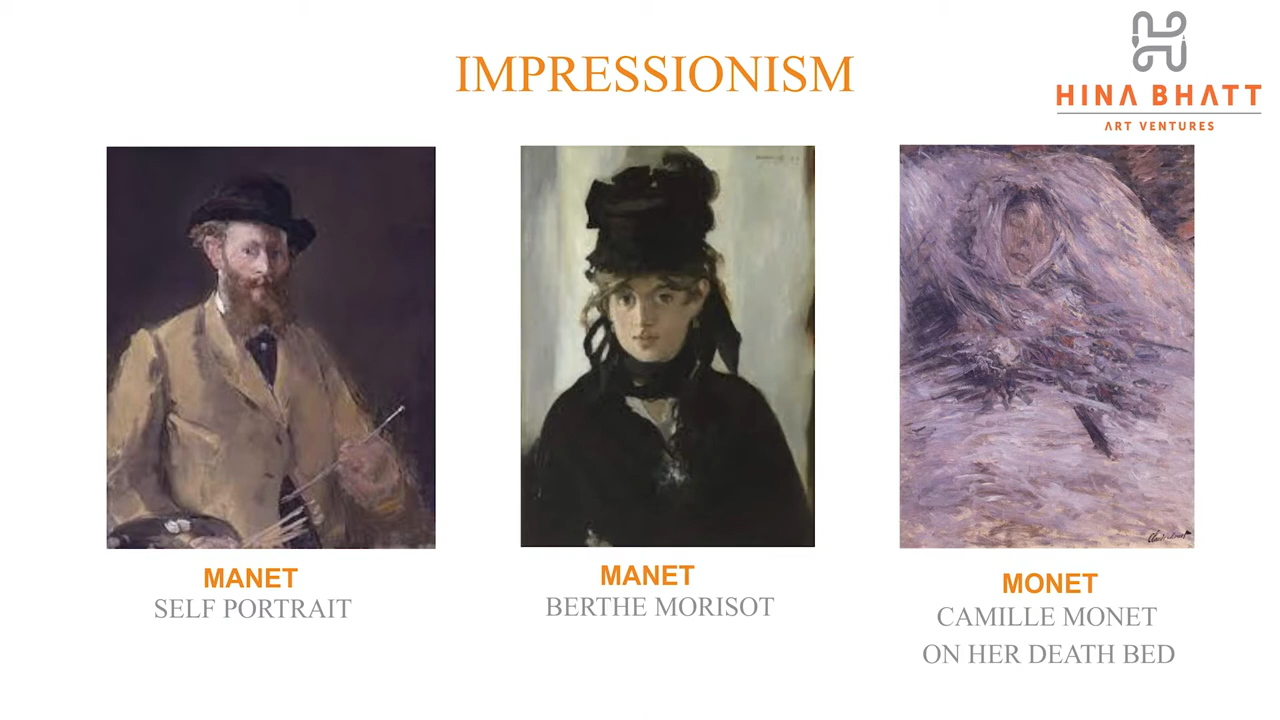 IMPRESSIONISM
HINA BHATT
ART VENTURES
MANET
SELF PORTRAIT
MANET
BERTHE MORISOT
MONET
CAMILLE MONET
ON HER DEATH BED